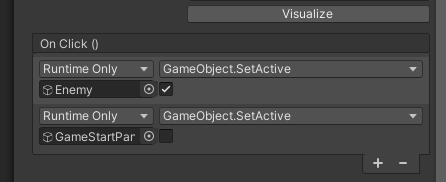 Visualize
On Click ()
Runtime Only GameObject.SetActive
Enemy
Runtime Only GameObject.SetActive
GameStartPar
+ -